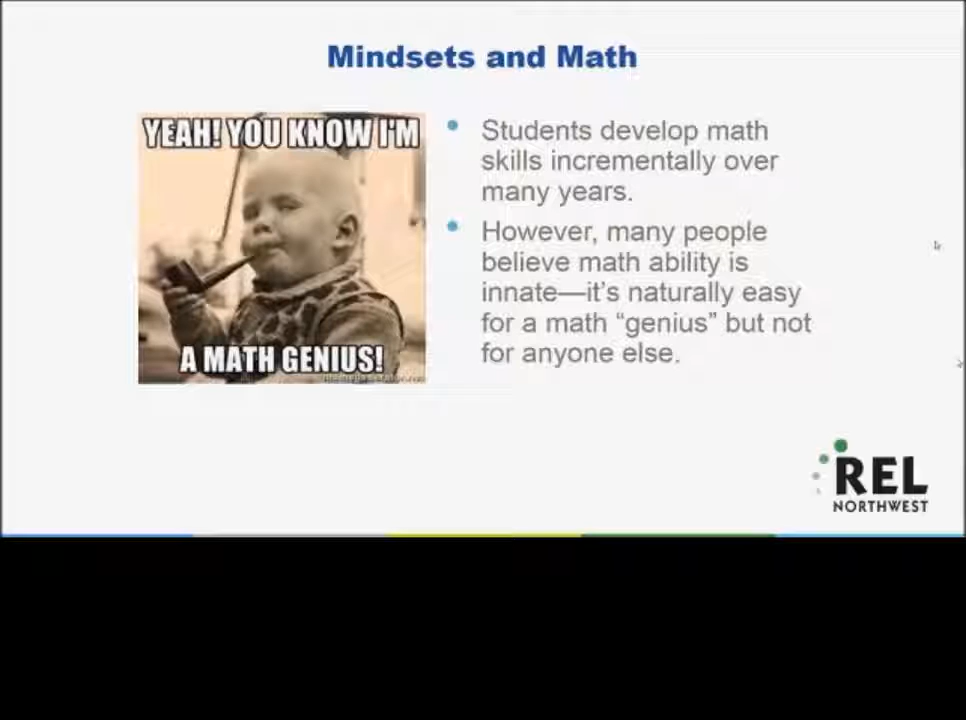 Mindsets and Math
YEAH! YOU KNOW I'M
A MATH GENIUS!
• Students develop math
skills incrementally over
many years.
• However, many people
believe math ability is
innate—it's naturally easy
for a math “genius” but not
for anyone else.
REL
NORTHWEST